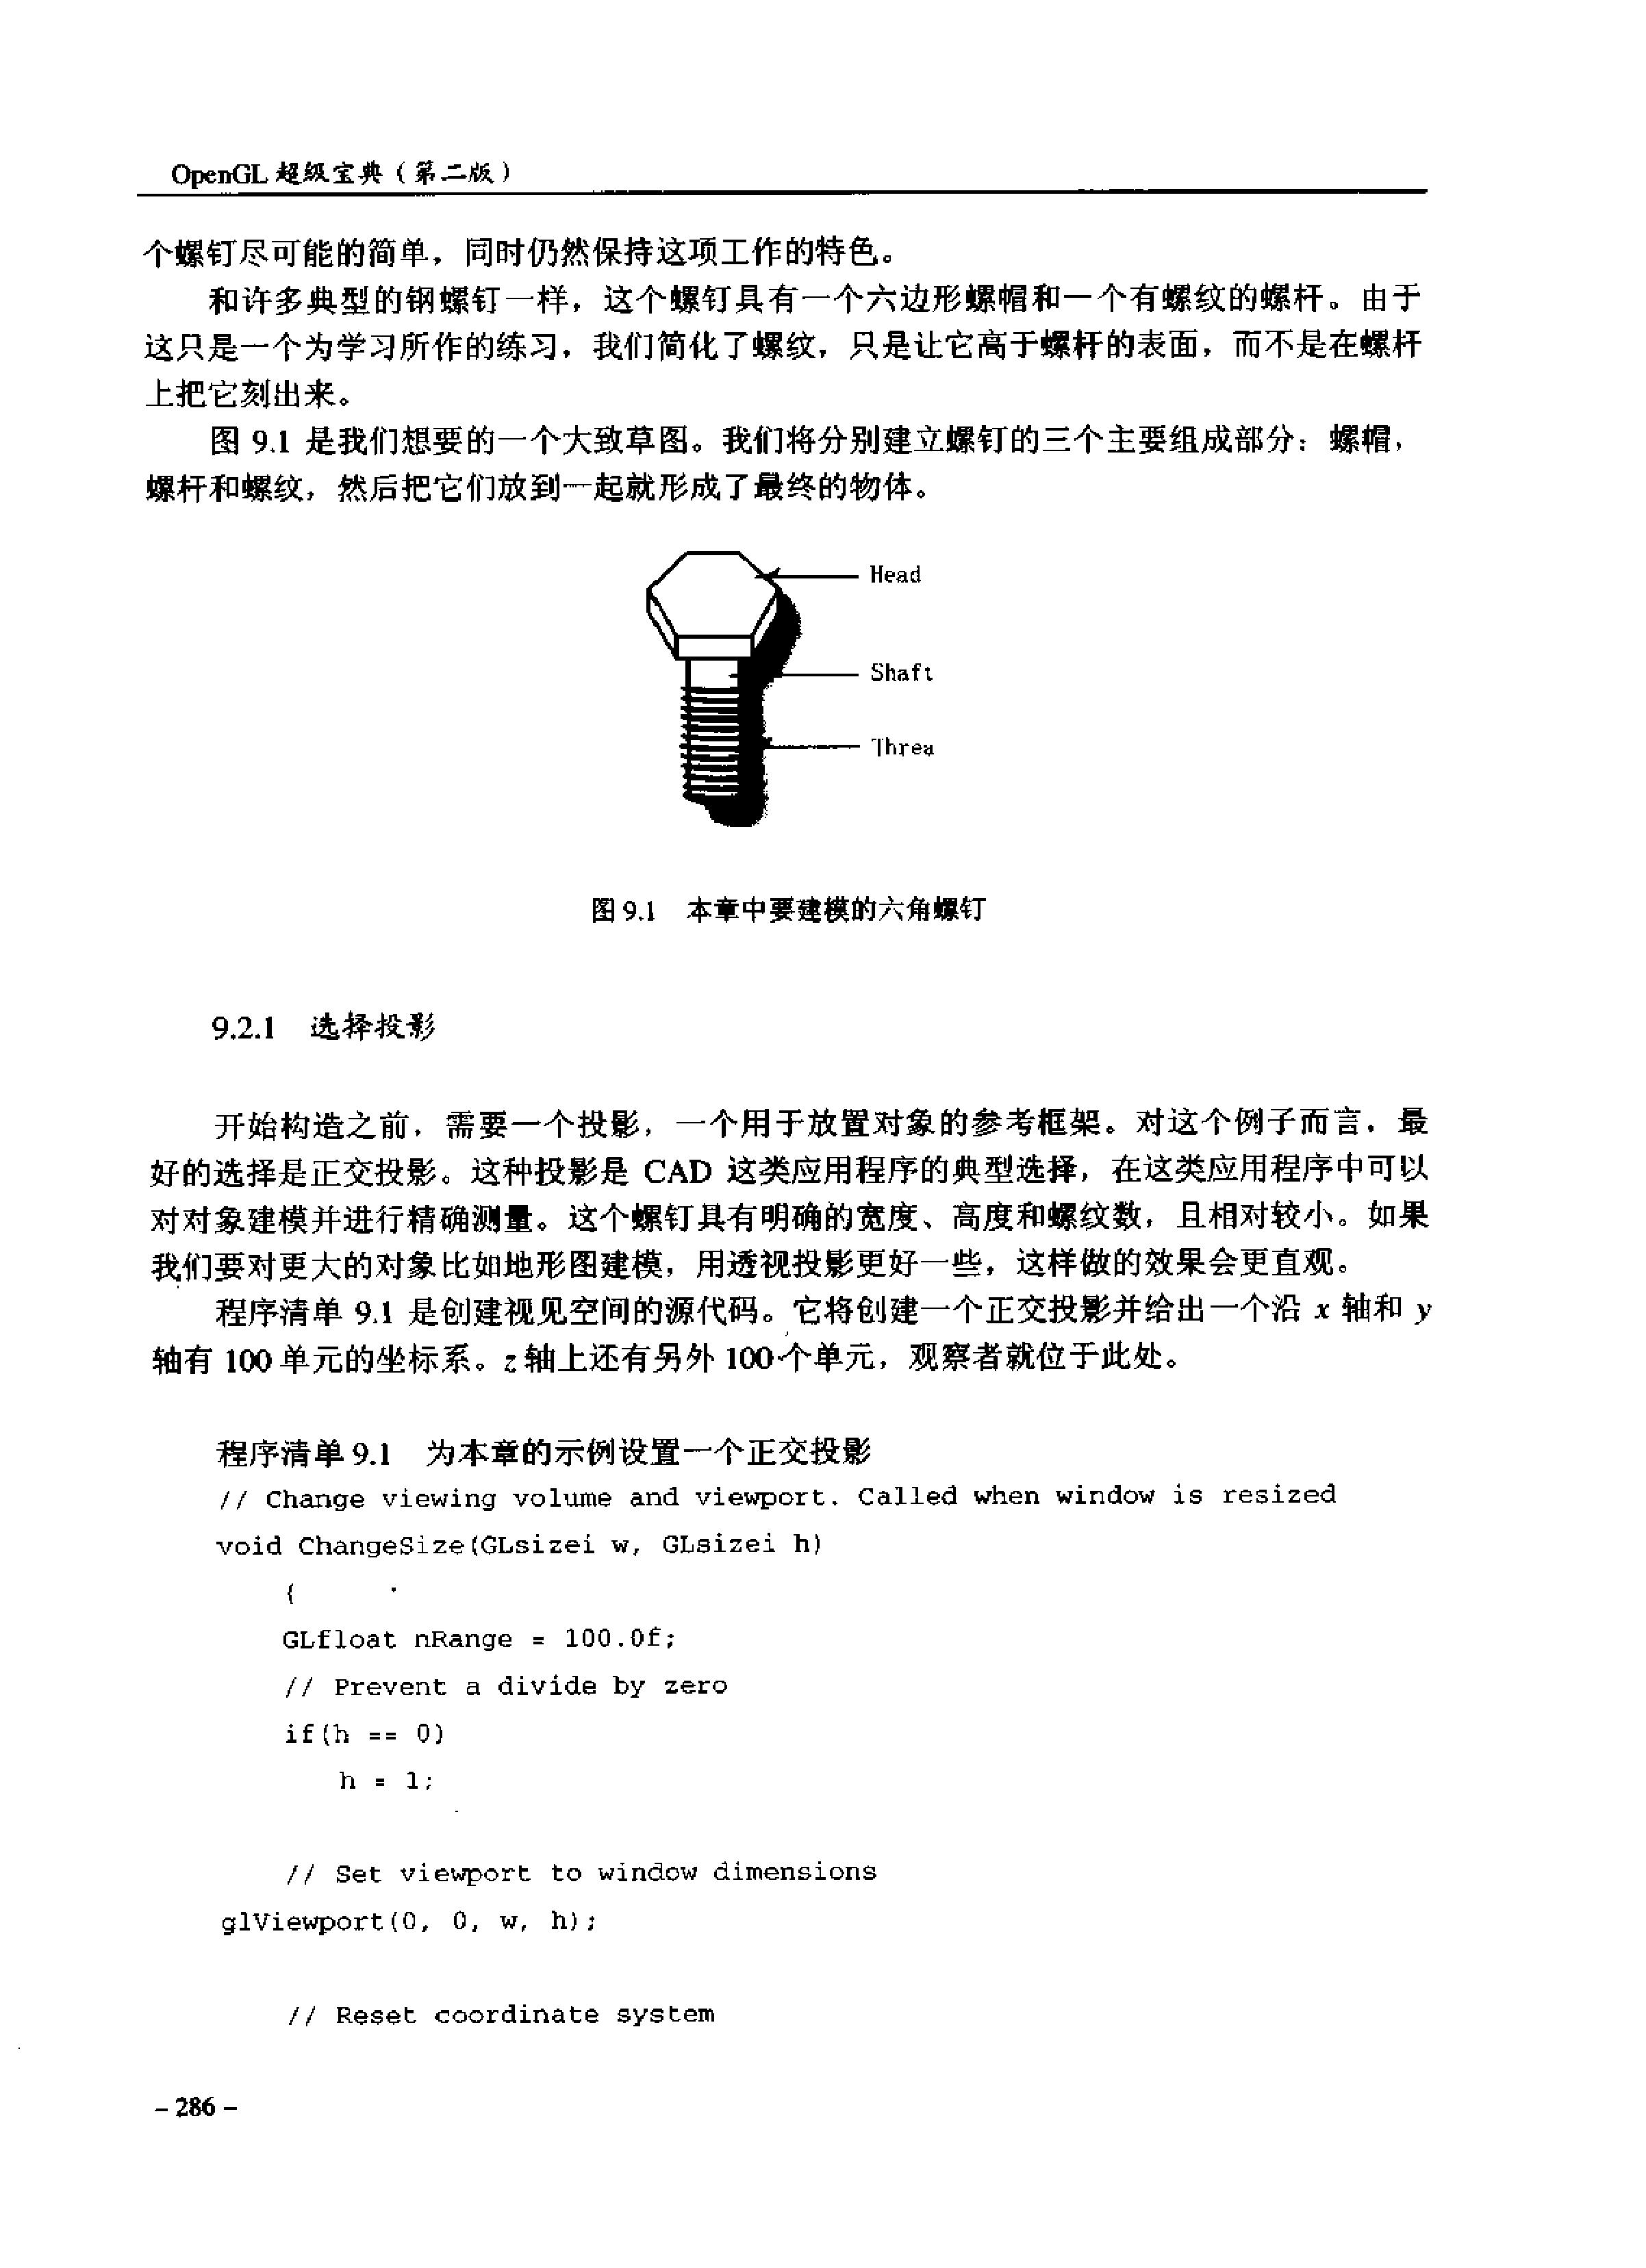 OpenGL 超级宝典（第二版）
个螺钉尽可能的简单，同时仍然保持这项工作的特色。
和许多典型的钢螺钉一样，这个螺钉具有一个六边形螺帽和一个有螺纹的螺杆。由于
这只是一个为学习所作的练习，我们简化了螺纹，只是让它高于螺杆的表面，而不是在螺杆
上把它刻出来。
图 9.1 是我们想要的一个大致草图。我们将分别建立螺钉的三个主要组成部分：螺帽，
螺杆和螺纹，然后把它们放到一起就形成了最终的物体。
Head
Shaft
Threa
图 9.1 本章中要建模的六角螺钉
9.2.1 选择投影
开始构造之前，需要一个投影，一个用于放置对象的参考框架。对这个例子而言，最
好的选择是正交投影。这种投影是 CAD 这类应用程序的典型选择，在这类应用程序中可以
对对象建模并进行精确测量。这个螺钉具有明确的宽度、高度和螺纹数，且相对较小。如果
我们要对更大的对象比如地形图建模，用透视投影更好一些，这样做的效果会更直观。
程序清单 9.1 是创建视见空间的源代码。它将创建一个正交投影并给出一个沿 x 轴和 y
轴有 100 单元的坐标系。z 轴上还有另外 100 个单元，观察者就位于此处。
程序清单 9.1 为本章的示例设置一个正交投影
// Change viewing volume and viewport. Called when window is resized
void ChangeSize(GLsizei w, GLsizei h)
{
GLfloat nRange = 100.0f;
// Prevent a divide by zero
if(h == 0)
h = 1;
// Set viewport to window dimensions
glViewport(0, 0, w, h);
// Reset coordinate system
– 286 –